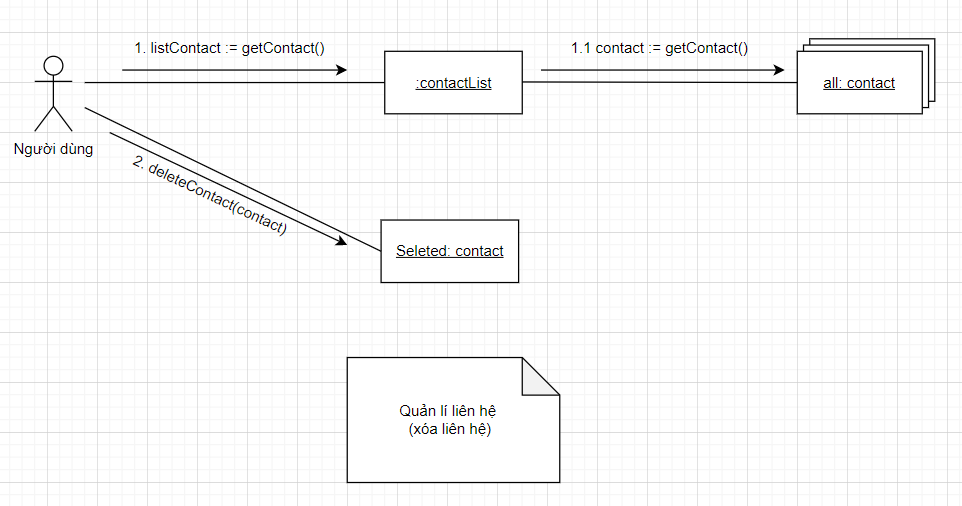 1. listContact := getContact()
1.1 contact := getContact()
:contactList
all: contact
Người dùng
2. deleteContact(contact)
Seleted: contact
Quản lí liên hệ
(xóa liên hệ)